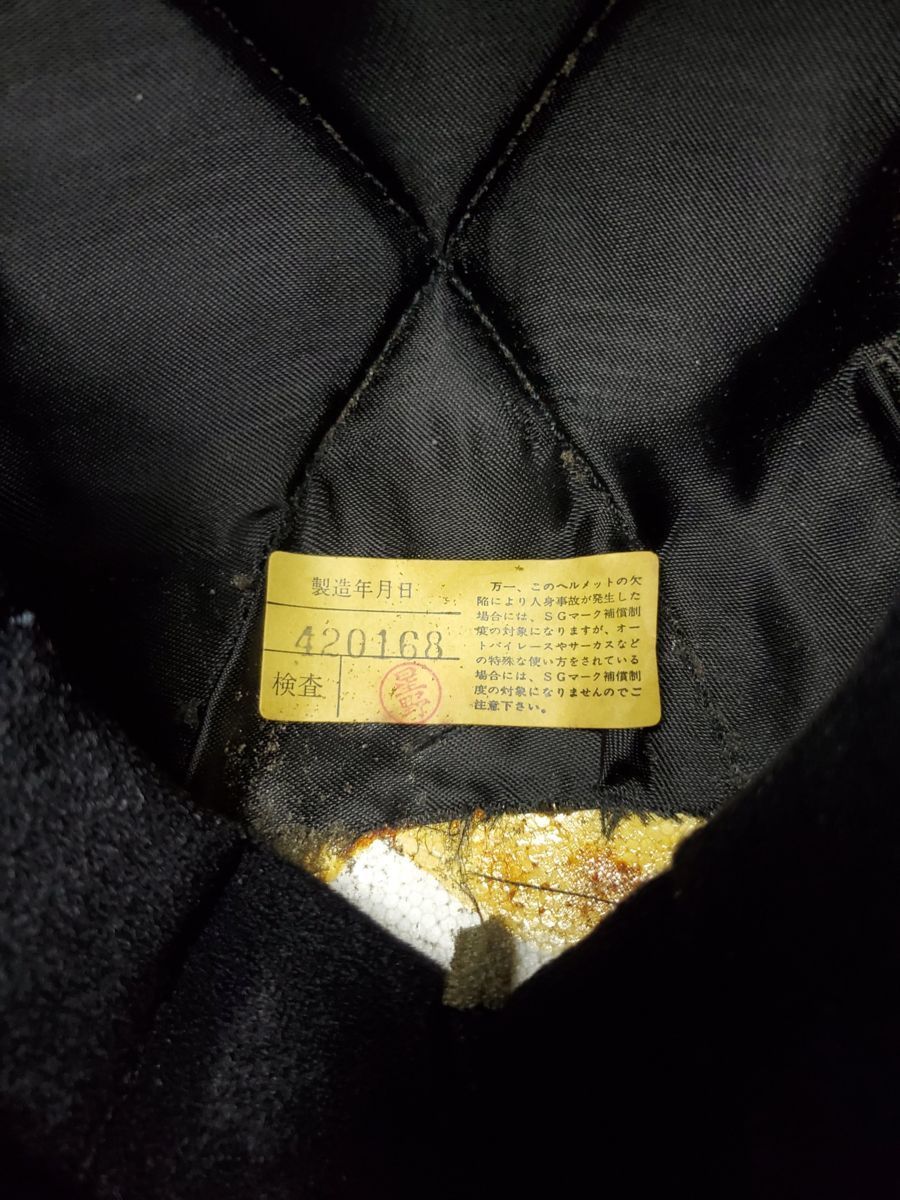 製造年月日
420168
検査
星野
万一、このヘルメットの欠
陥により人身事故が発生した
場合には、SGマーク補償制
度の対象になりますが、オー
トバイレースやサーカスなど
の特殊な使い方をされている
場合には、SGマーク補償制
度の対象になりませんのでご
注意下さい。